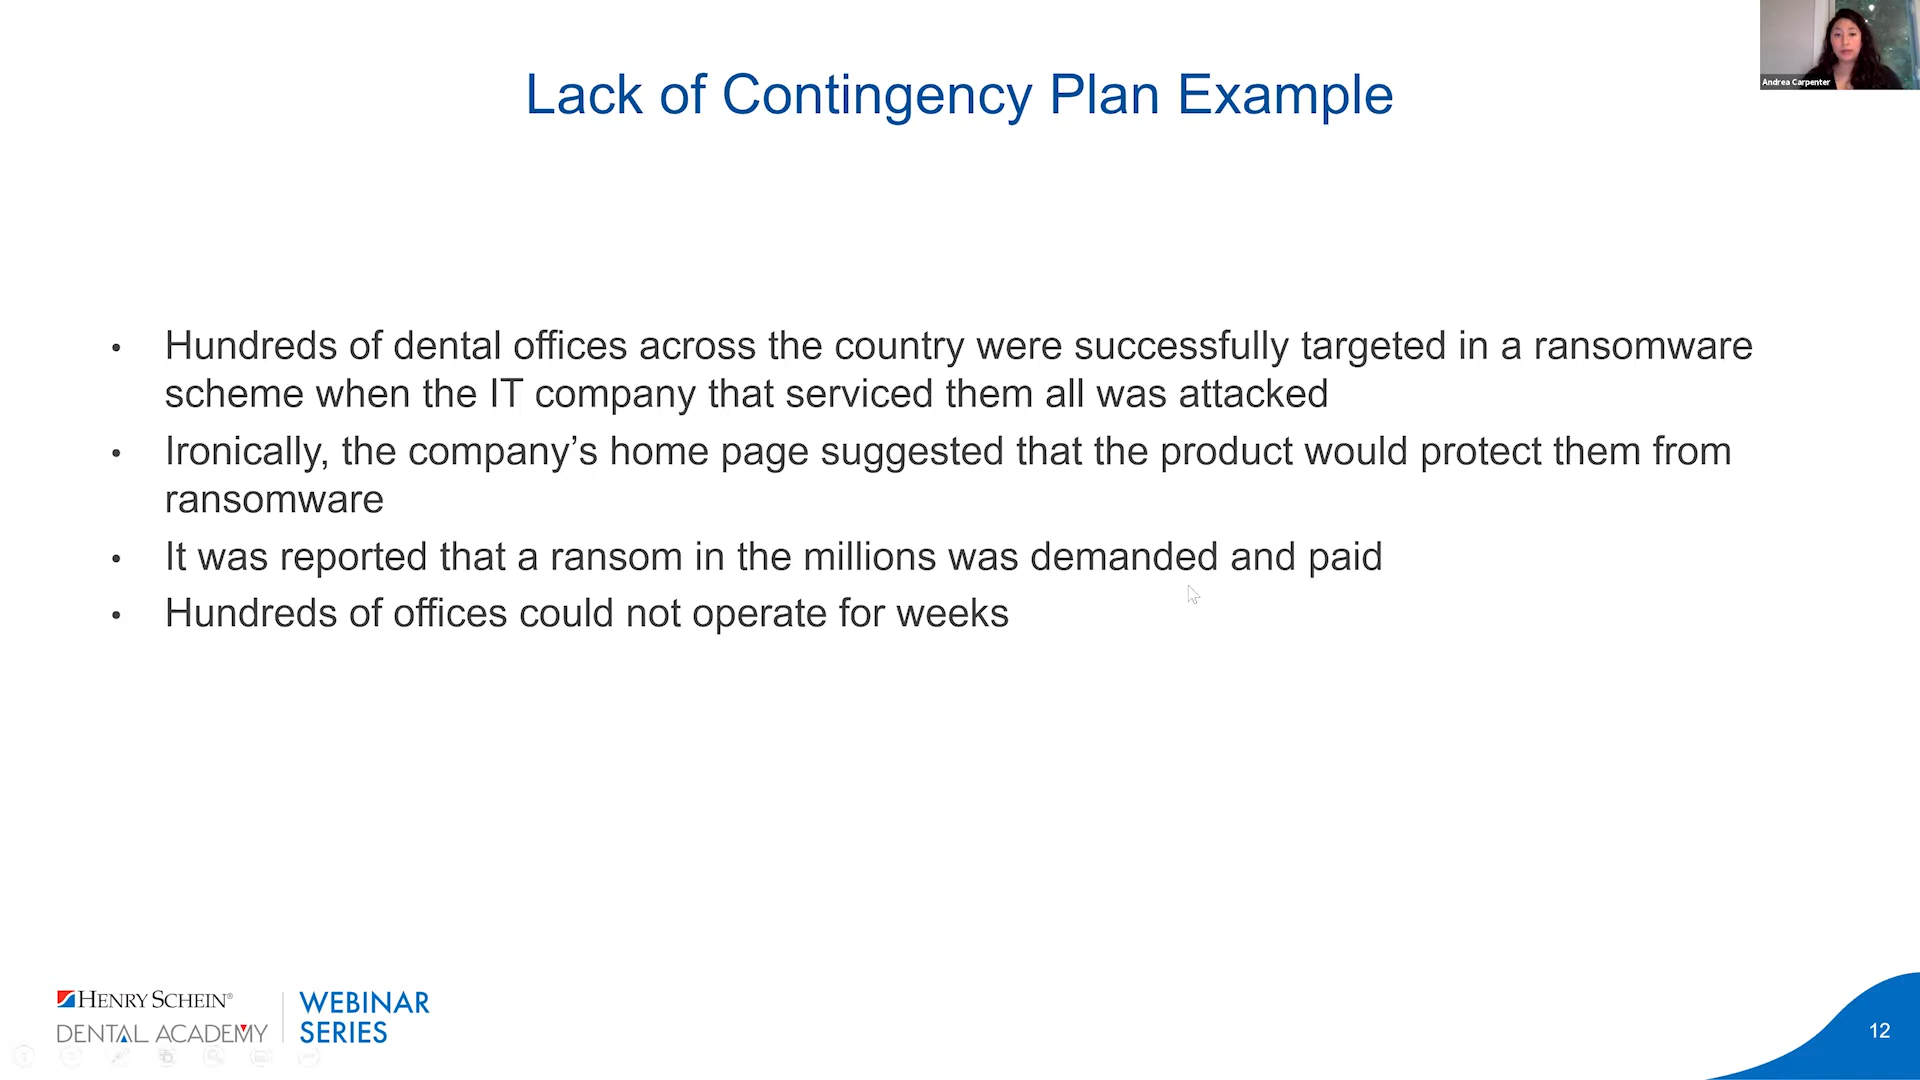 Andrea Carpenter
Lack of Contingency Plan Example
• Hundreds of dental offices across the country were successfully targeted in a ransomware
scheme when the IT company that serviced them all was attacked
• Ironically, the company’s home page suggested that the product would protect them from
ransomware
• It was reported that a ransom in the millions was demanded and paid
• Hundreds of offices could not operate for weeks
HENRY SCHEIN®
DENTAL ACADEMY
WEBINAR
SERIES
12